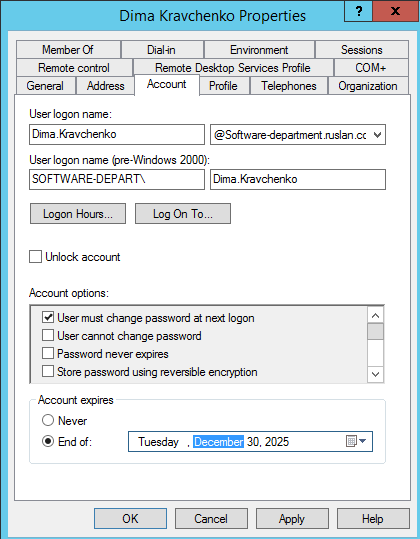 Dima Kravchenko Properties
?
x
Member Of
Dial-in
Environment
Sessions
Remote control
Remote Desktop Services Profile
COM+
General
Address
Account
Profile
Telephones
Organization
User logon name:
Dima.Kravchenko
@Software-department.ruslan.cc
User logon name (pre-Windows 2000):
SOFTWARE-DEPART\
Dima.Kravchenko
Logon Hours...
Log On To...
Unlock account
Account options:
User must change password at next logon
User cannot change password
Password never expires
Store password using reversible encryption
Account expires
Never
End of:
Tuesday , December 30, 2025
OK
Cancel
Apply
Help